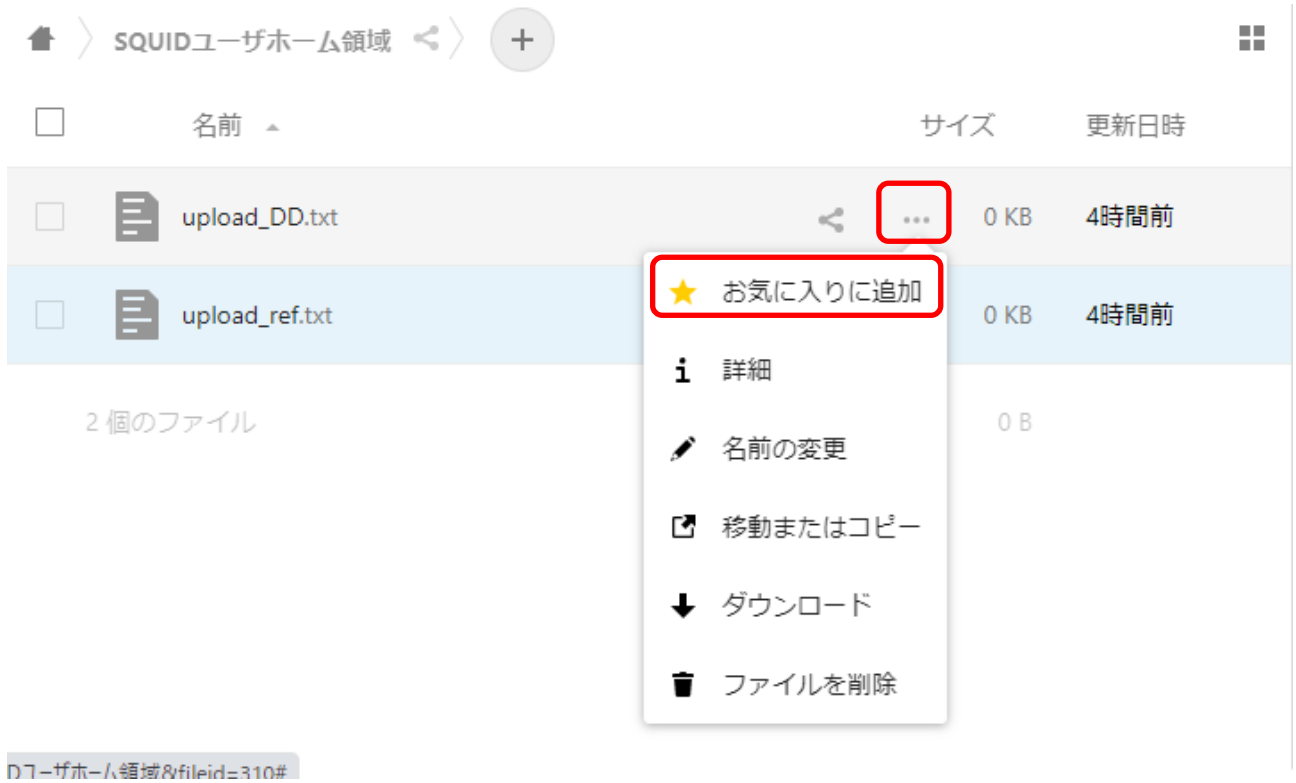 SQUIDユーザホーム領域
+
名前 サイズ 更新日時
upload_DD.txt ... 0 KB 4時間前
お気に入りに追加
upload_ref.txt 0 KB 4時間前
詳細
2 個のファイル 0 B
名前の変更
移動またはコピー
ダウンロード
ファイルを削除
Dユーザホーム領域&fileid=310#